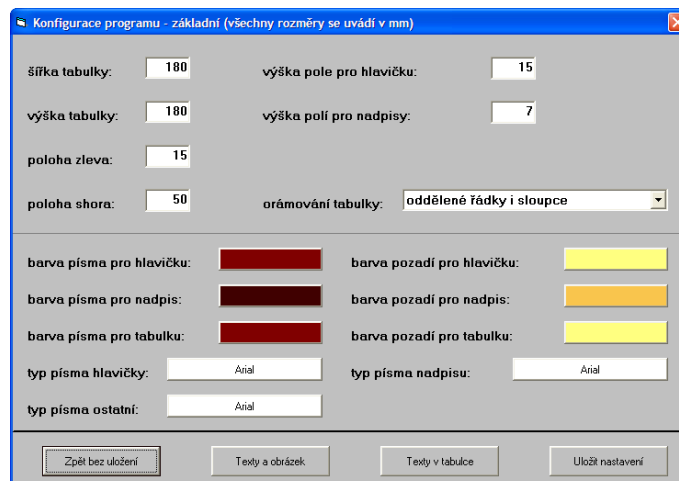 Konfigurace programu - základní (všechny rozměry se uvádí v mm)
šířka tabulky: 180 výška pole pro hlavičku: 15
výška tabulky: 180 výška polí pro nadpisy: 7
poloha zleva: 15
poloha shora: 50 orámování tabulky: oddělené řádky i sloupce
barva písma pro hlavičku: barva pozadí pro hlavičku:
barva písma pro nadpis: barva pozadí pro nadpis:
barva písma pro tabulku: barva pozadí pro tabulku:
typ písma hlavičky: Arial typ písma nadpisu: Arial
typ písma ostatní: Arial
Zpět bez uložení Texty a obrázek Texty v tabulce Uložit nastavení